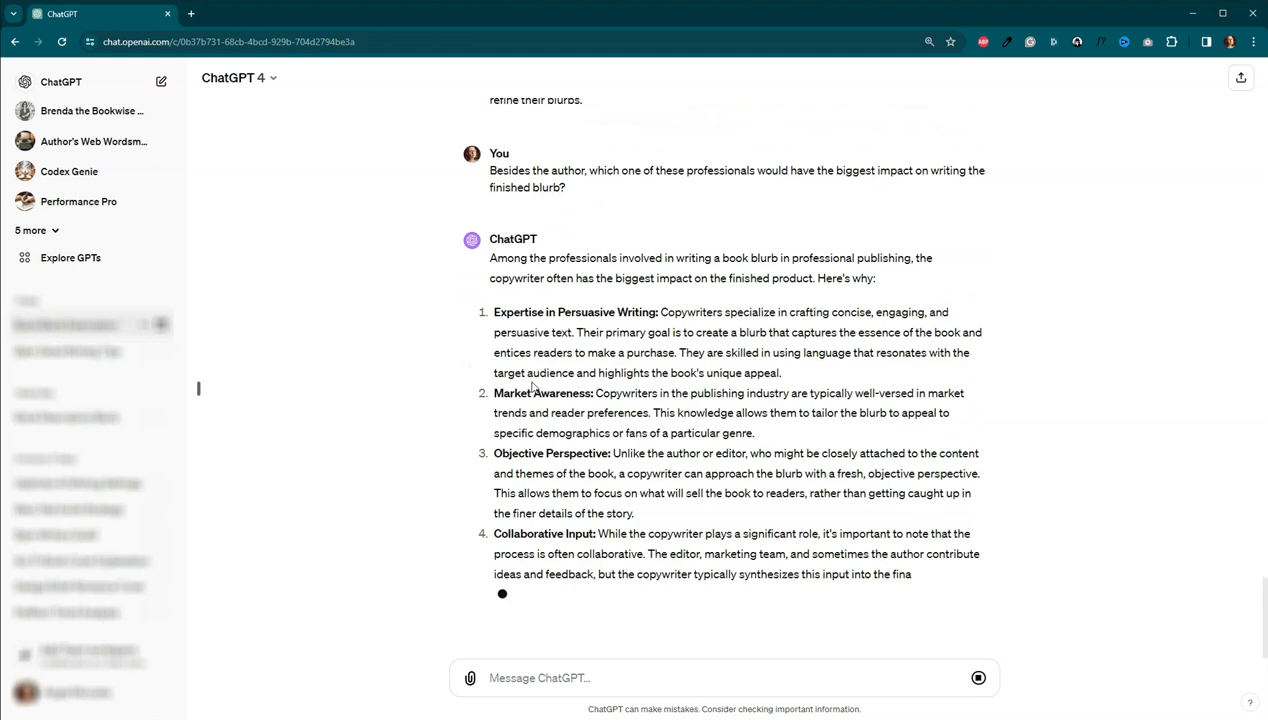 ChatGPT
chat.openai.com/c/0b37b731-68cb-4bcd-929b-704d2794be3a
ChatGPT
Brenda the Bookwise ...
Author's Web Wordsm...
Codex Genie
Performance Pro
5 more
Explore GPTs
ChatGPT 4
refine their blurbs.
You
Besides the author, which one of these professionals would have the biggest impact on writing the
finished blurb?
ChatGPT
Among the professionals involved in writing a book blurb in professional publishing, the
copywriter often has the biggest impact on the finished product. Here's why:
1. Expertise in Persuasive Writing: Copywriters specialize in crafting concise, engaging, and
persuasive text. Their primary goal is to create a blurb that captures the essence of the book and
entices readers to make a purchase. They are skilled in using language that resonates with the
target audience and highlights the book's unique appeal.
2. Market Awareness: Copywriters in the publishing industry are typically well-versed in market
trends and reader preferences. This knowledge allows them to tailor the blurb to appeal to
specific demographics or fans of a particular genre.
3. Objective Perspective: Unlike the author or editor, who might be closely attached to the content
and themes of the book, a copywriter can approach the blurb with a fresh, objective perspective.
This allows them to focus on what will sell the book to readers, rather than getting caught up in
the finer details of the story.
4. Collaborative Input: While the copywriter plays a significant role, it's important to note that the
process is often collaborative. The editor, marketing team, and sometimes the author contribute
ideas and feedback, but the copywriter typically synthesizes this input into the fina
Message ChatGPT...
ChatGPT can make mistakes. Consider checking important information.
?